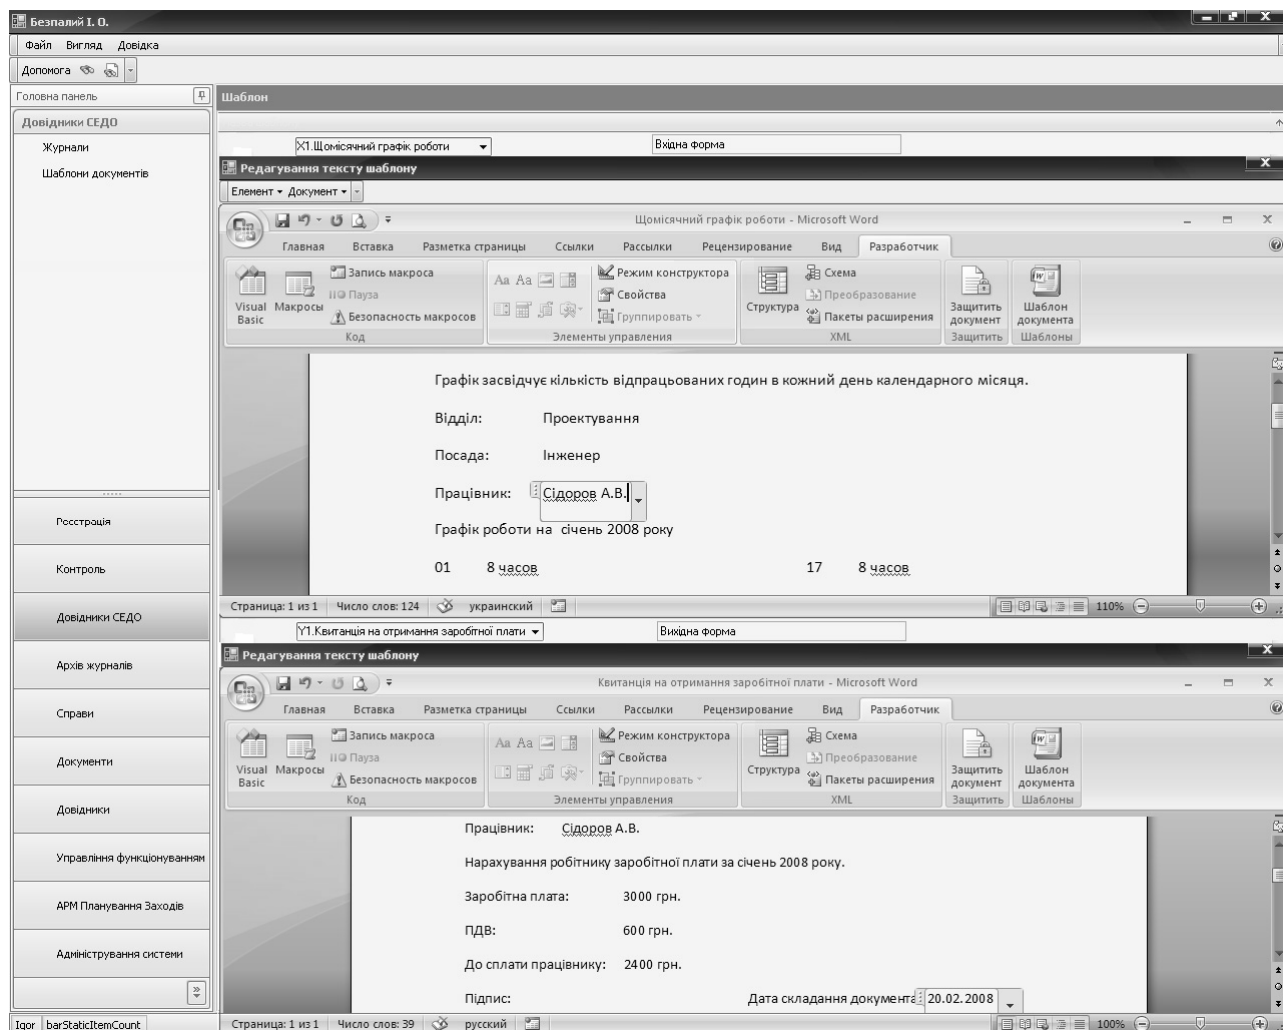 Безпалий І. О.
Файл Вигляд Довідка
Допомога
Головна панель
Довідники СЕДО
Журнали
Шаблони документів
Реєстрація
Контроль
Довідники СЕДО
Архів журналів
Справи
Документи
Довідники
Управління функціонуванням
АРМ Планування Заходів
Адміністрування системи
Igor barStaticItemCount
Шаблон
X1.Щомісячний графік роботи Вхідна форма
Редагування тексту шаблону
Елемент Документ
Щомісячний графік роботи - Microsoft Word
Главная Вставка Разметка страницы Ссылки Рассылки Рецензирование Вид Разработчик
Visual Basic Макросы Запись макроса Aa Aa Режим конструктора Структура Схема Защитить документ Шаблон документа
Пауза Свойства Преобразование
Безопасность макросов Группировать Пакеты расширения
Код Элементы управления XML Защитить Шаблоны
Графік засвідчує кількість відпрацьованих годин в кожний день календарного місяця.
Відділ: Проектування
Посада: Інженер
Працівник: Сідоров А.В.
Графік роботи на січень 2008 року
01 8 часов 17 8 часов
Страница: 1 из 1 Число слов: 124 украинский 110%
Y1.Квитанція на отримання заробітної плати Вихідна форма
Редагування тексту шаблону
Квитанція на отримання заробітної плати - Microsoft Word
Главная Вставка Разметка страницы Ссылки Рассылки Рецензирование Вид Разработчик
Visual Basic Макросы Запись макроса Aa Aa Режим конструктора Структура Схема Защитить документ Шаблон документа
Пауза Свойства Преобразование
Безопасность макросов Группировать Пакеты расширения
Код Элементы управления XML Защитить Шаблоны
Працівник: Сідоров А.В.
Нарахування робітнику заробітної плати за січень 2008 року.
Заробітна плата: 3000 грн.
ПДВ: 600 грн.
До сплати працівнику: 2400 грн.
Підпис: Дата складання документа 20.02.2008
Страница: 1 из 1 Число слов: 39 русский 100%